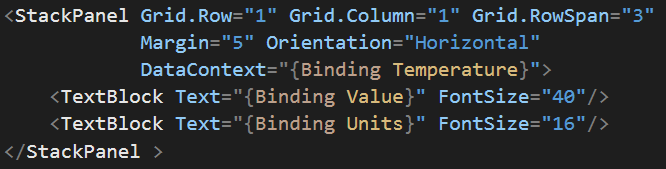 <StackPanel Grid.Row="1" Grid.Column="1" Grid.RowSpan="3"
Margin="5" Orientation="Horizontal"
DataContext="{Binding Temperature}">
<TextBlock Text="{Binding Value}" FontSize="40"/>
<TextBlock Text="{Binding Units}" FontSize="16"/>
</StackPanel >